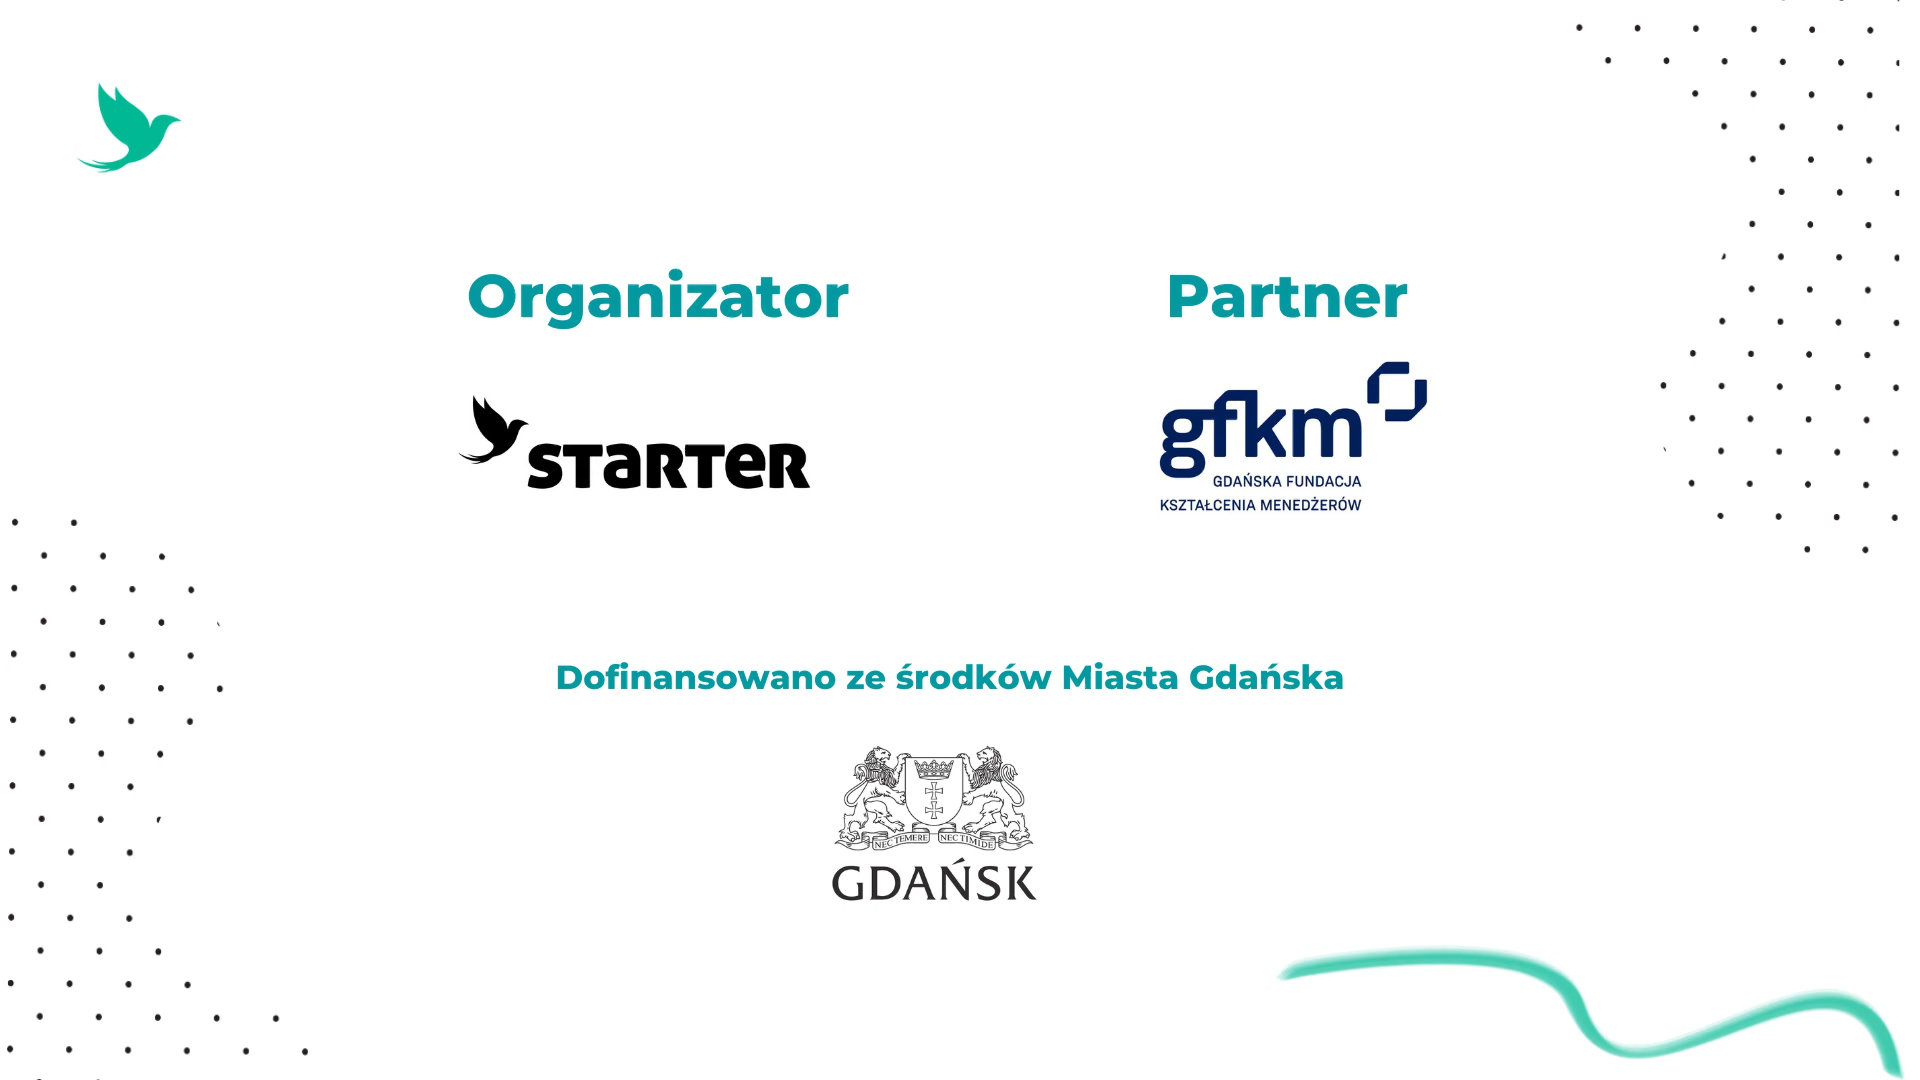 Organizator
Partner
STARTER
gfkm
GDAŃSKA FUNDACJA
KSZTAŁCENIA MENEDŻERÓW
Dofinansowano ze środków Miasta Gdańska
NEC TEMERE NEC TIMIDE
GDAŃSK